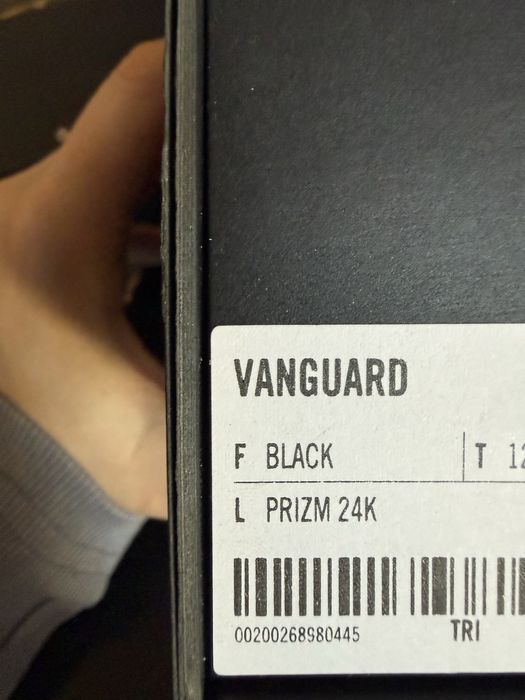 VANGUARD
F BLACK T 12
L PRIZM 24K
00200268980445 TRI